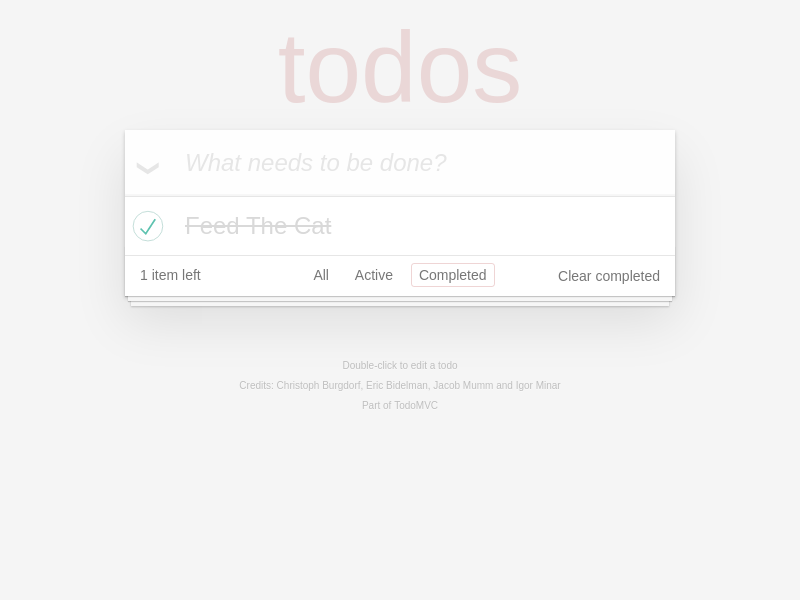 todos
What needs to be done?
Feed The Cat
1 item left All Active Completed Clear completed
Double-click to edit a todo
Credits: Christoph Burgdorf, Eric Bidelman, Jacob Mumm and Igor Minar
Part of TodoMVC